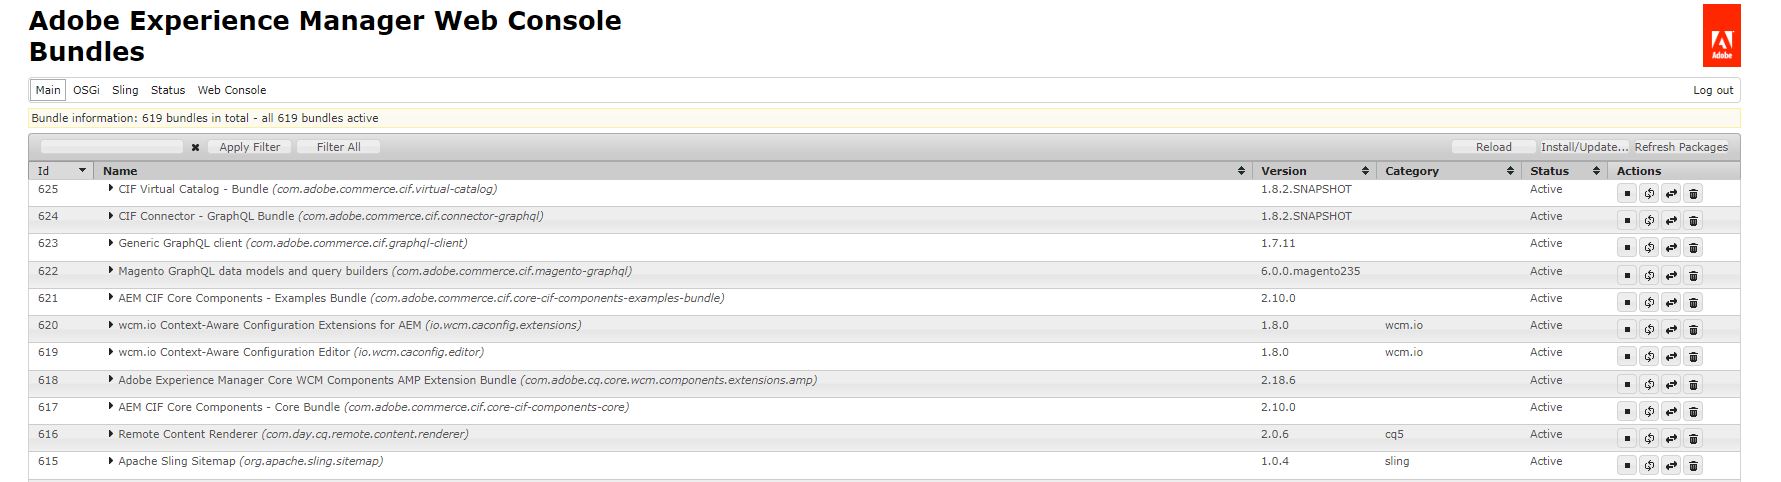 Adobe Experience Manager Web Console
Bundles
Adobe
Main OSGi Sling Status Web Console Log out
Bundle information: 619 bundles in total - all 619 bundles active
Apply Filter Filter All Reload Install/Update... Refresh Packages
Id Name Version Category Status Actions
625 CIF Virtual Catalog - Bundle (com.adobe.commerce.cif.virtual-catalog) 1.8.2.SNAPSHOT Active
624 CIF Connector - GraphQL Bundle (com.adobe.commerce.cif.connector-graphql) 1.8.2.SNAPSHOT Active
623 Generic GraphQL client (com.adobe.commerce.cif.graphql-client) 1.7.11 Active
622 Magento GraphQL data models and query builders (com.adobe.commerce.cif.magento-graphql) 6.0.0.magento235 Active
621 AEM CIF Core Components - Examples Bundle (com.adobe.commerce.cif.core-cif-components-examples-bundle) 2.10.0 Active
620 wcm.io Context-Aware Configuration Extensions for AEM (io.wcm.caconfig.extensions) 1.8.0 wcm.io Active
619 wcm.io Context-Aware Configuration Editor (io.wcm.caconfig.editor) 1.8.0 wcm.io Active
618 Adobe Experience Manager Core WCM Components AMP Extension Bundle (com.adobe.cq.core.wcm.components.extensions.amp) 2.18.6 Active
617 AEM CIF Core Components - Core Bundle (com.adobe.commerce.cif.core-cif-components-core) 2.10.0 Active
616 Remote Content Renderer (com.day.cq.remote.content.renderer) 2.0.6 cq5 Active
615 Apache Sling Sitemap (org.apache.sling.sitemap) 1.0.4 sling Active